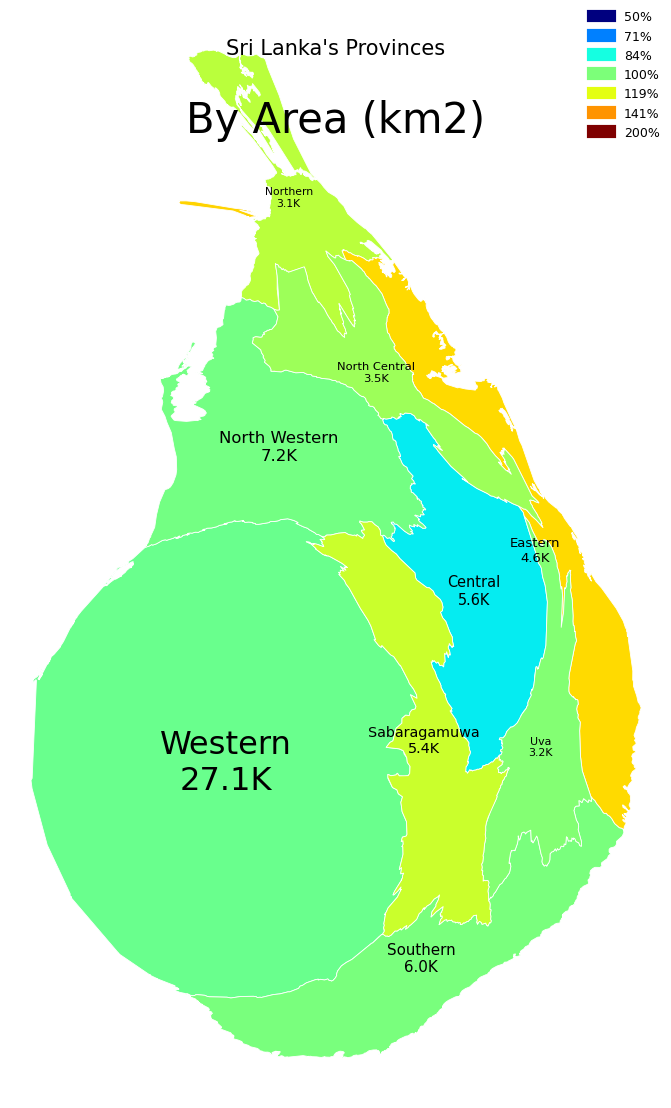 Sri Lanka's Provinces
By Area (km2)
50%
71%
84%
100%
119%
141%
200%
Northern
3.1K
North Central
3.5K
North Western
7.2K
Eastern
4.6K
Central
5.6K
Western
27.1K
Sabaragamuwa
5.4K
Uva
3.2K
Southern
6.0K